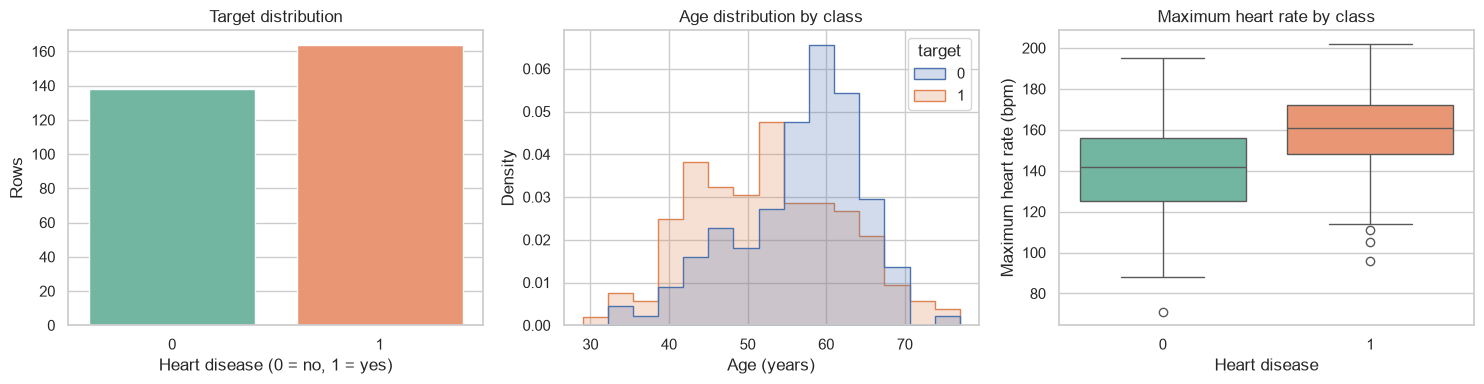 Target distribution
Rows
160
140
120
100
80
60
40
20
0
0 1
Heart disease (0 = no, 1 = yes)
Age distribution by class
Density
0.06
0.05
0.04
0.03
0.02
0.01
0.00
target
0
1
30 40 50 60 70
Age (years)
Maximum heart rate by class
Maximum heart rate (bpm)
200
180
160
140
120
100
80
0 1
Heart disease